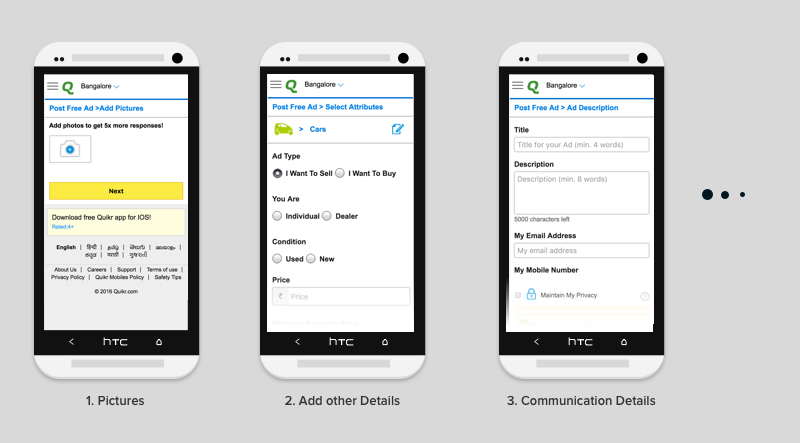 Bangalore
Post Free Ad >Add Pictures
Add photos to get 5x more responses!
Next
Download free Quikr app for IOS!
Rated 4+
English | हिन्दी | தமிழ் | తెలుగు | മലയാളം |
ಕನ್ನಡ | मराठी | ગુજરાતી
About Us | Careers | Support | Terms of use |
Privacy Policy | Quikr Mobiles Policy | Safety Tips
© 2016 Quikr.com
hTC
1. Pictures
Bangalore
Post Free Ad > Select Attributes
> Cars
Ad Type
I Want To Sell I Want To Buy
You Are
Individual Dealer
Condition
Used New
Price
₹ Price
hTC
2. Add other Details
Bangalore
Post Free Ad > Ad Description
Title
Title for your Ad (min. 4 words)
Description
Description (min. 8 words)
5000 characters left
My Email Address
My email address
My Mobile Number
Maintain My Privacy ?
hTC
3. Communication Details